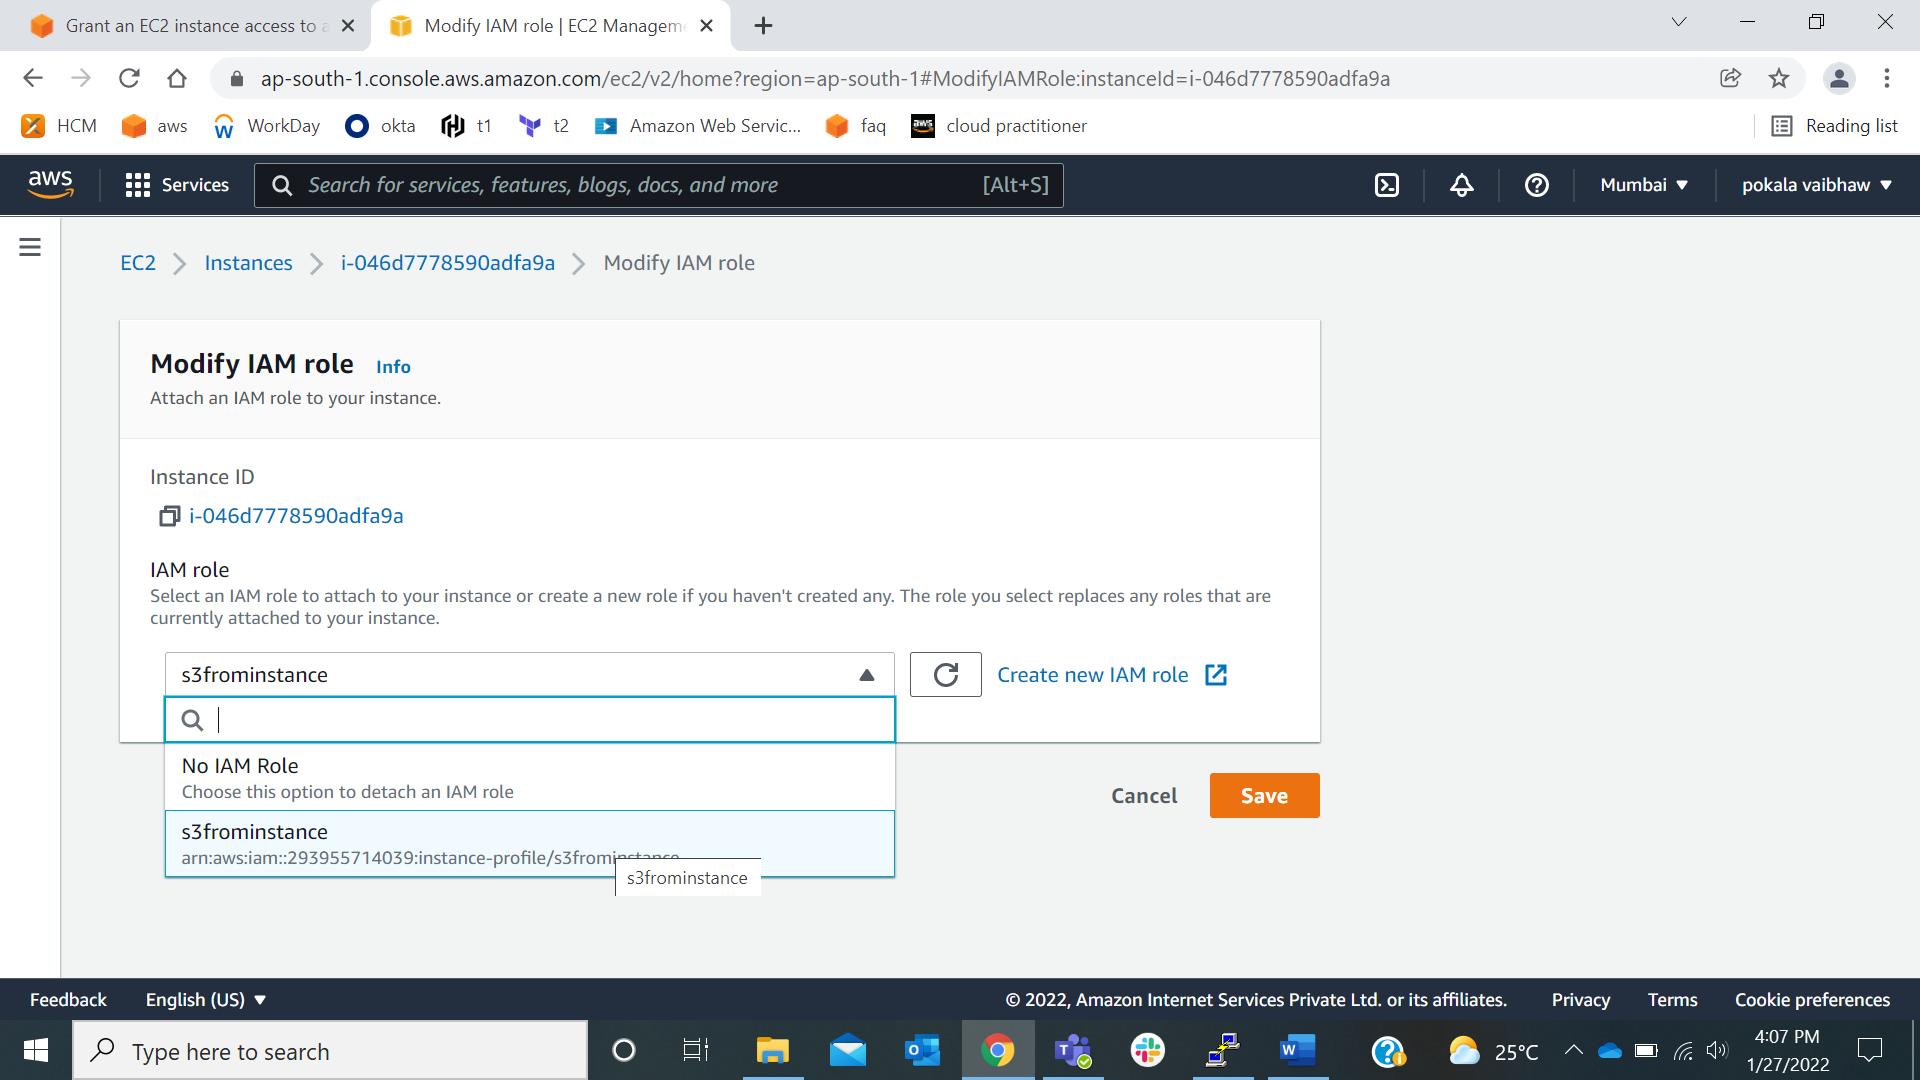 Grant an EC2 instance access to a
Modify IAM role | EC2 Managem
ap-south-1.console.aws.amazon.com/ec2/v2/home?region=ap-south-1#ModifyIAMRole:instanceId=i-046d7778590adfa9a
HCM aws WorkDay okta t1 t2 Amazon Web Servic... faq cloud practitioner Reading list
aws Services Search for services, features, blogs, docs, and more [Alt+S] Mumbai pokala vaibhaw
EC2 Instances i-046d7778590adfa9a Modify IAM role
Modify IAM role Info
Attach an IAM role to your instance.
Instance ID
i-046d7778590adfa9a
IAM role
Select an IAM role to attach to your instance or create a new role if you haven't created any. The role you select replaces any roles that are
currently attached to your instance.
s3frominstance
Create new IAM role
No IAM Role
Choose this option to detach an IAM role
Cancel Save
s3frominstance
arn:aws:iam::293955714039:instance-profile/s3frominstance
s3frominstance
Feedback English (US) © 2022, Amazon Internet Services Private Ltd. or its affiliates. Privacy Terms Cookie preferences
Type here to search
25°C
4:07 PM
1/27/2022